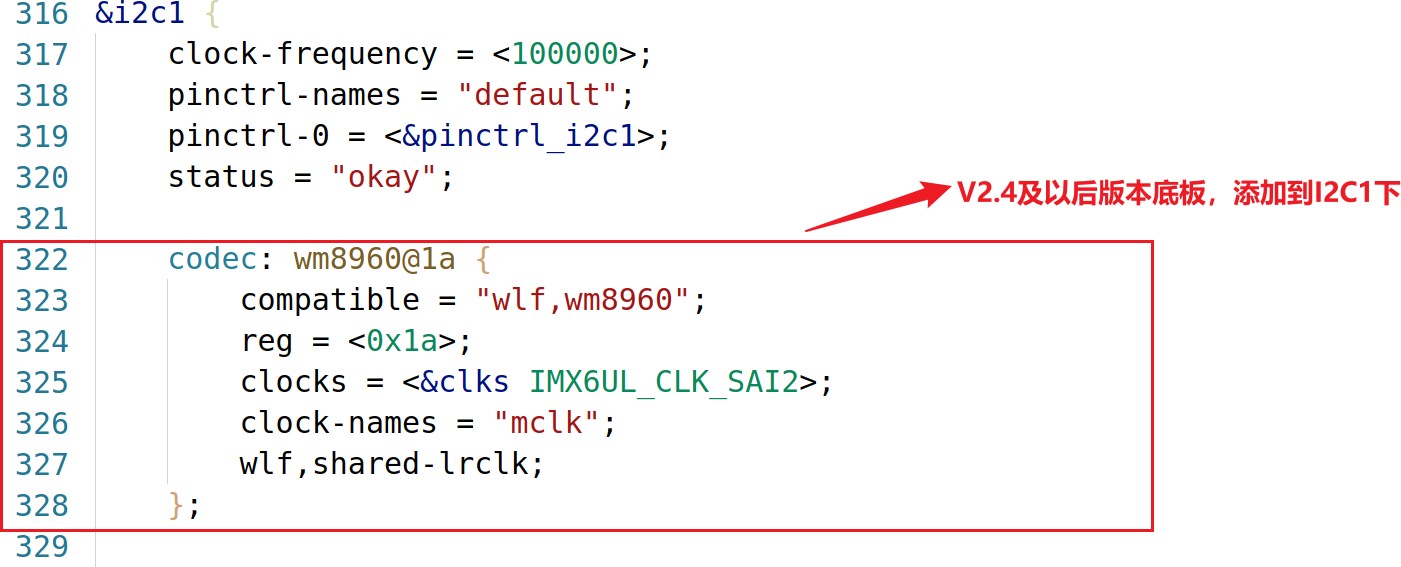 316 &i2c1 {
317 clock-frequency = <100000>;
318 pinctrl-names = "default";
319 pinctrl-0 = <&pinctrl_i2c1>;
320 status = "okay";
V2.4及以后版本底板，添加到I2C1下
321
322 codec: wm8960@1a {
323 compatible = "wlf,wm8960";
324 reg = <0x1a>;
325 clocks = <&clks IMX6UL_CLK_SAI2>;
326 clock-names = "mclk";
327 wlf,shared-lrclk;
328 };
329